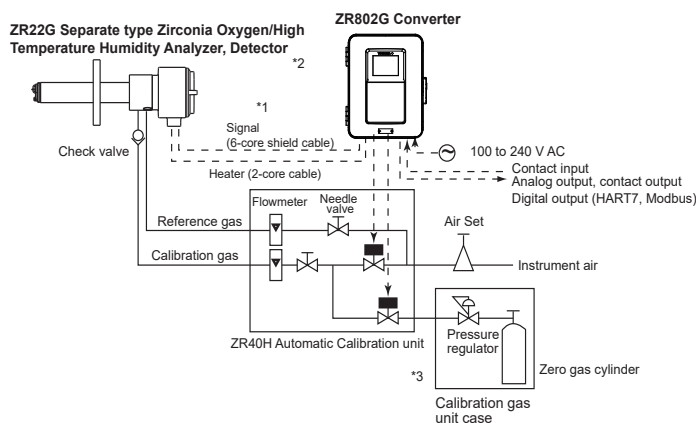 ZR22G Separate type Zirconia Oxygen/High
Temperature Humidity Analyzer, Detector
ZR802G Converter
*2
*1
Signal
(6-core shield cable)
Check valve
Heater (2-core cable)
100 to 240 V AC
Contact input
Analog output, contact output
Digital output (HART7, Modbus)
Flowmeter
Needle
valve
Reference gas
Air Set
Calibration gas
Instrument air
ZR40H Automatic Calibration unit
Pressure
regulator
Zero gas cylinder
*3
Calibration gas
unit case